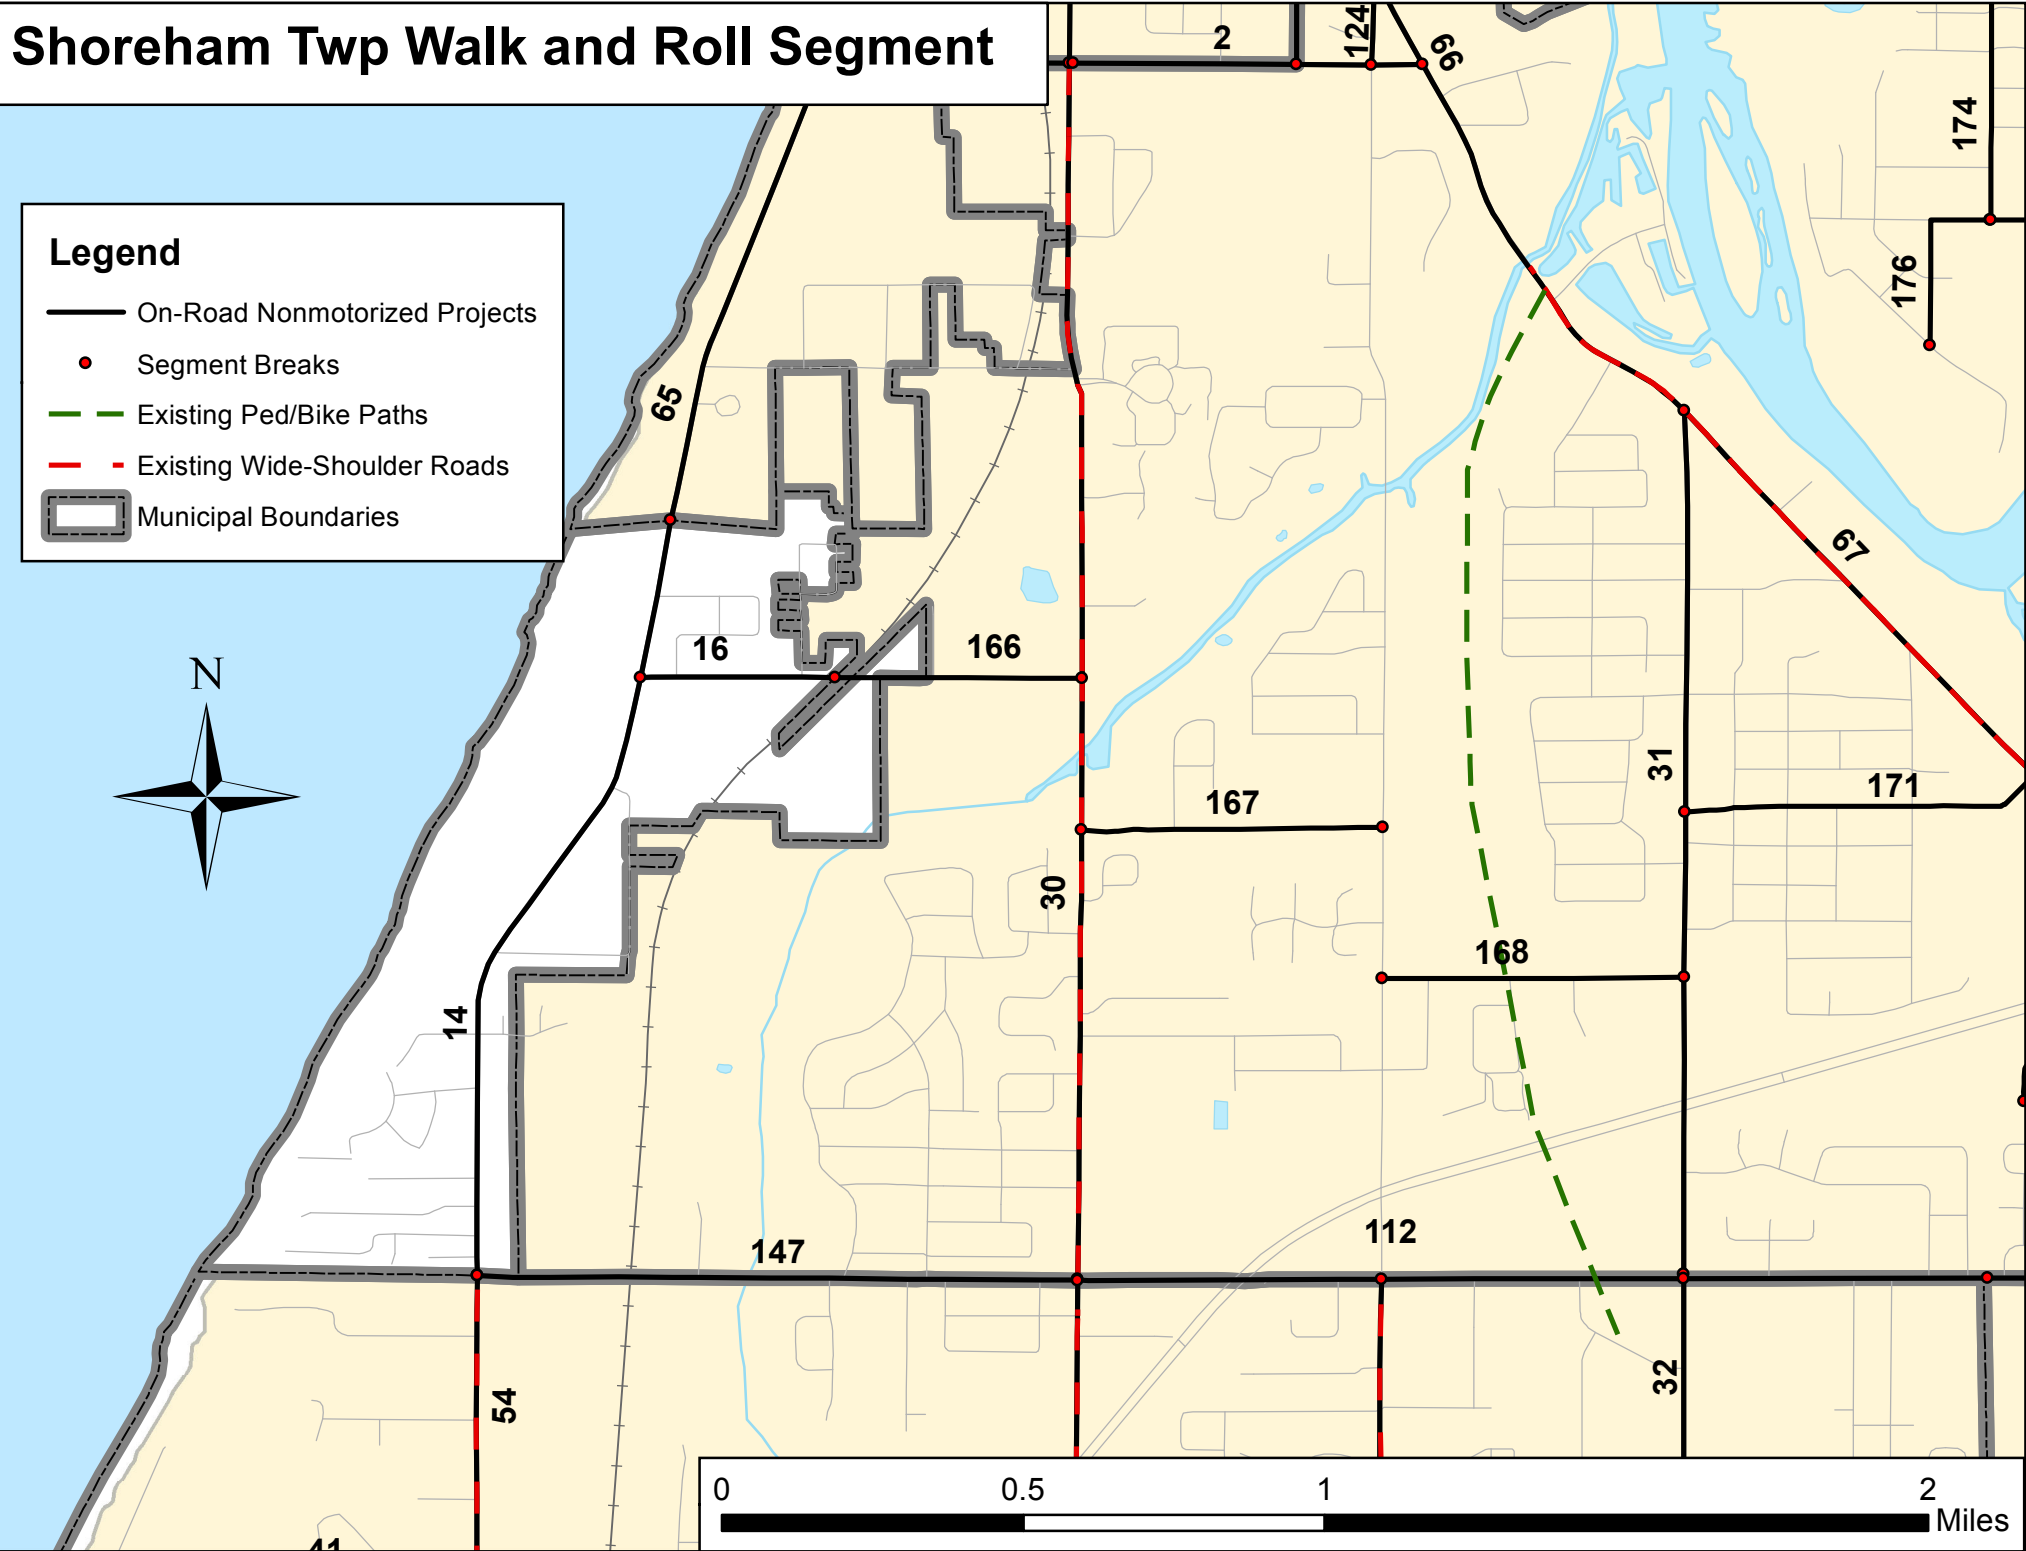 Shoreham Twp Walk and Roll Segment
2
124
66
174
Legend
On-Road Nonmotorized Projects
Segment Breaks
Existing Ped/Bike Paths
Existing Wide-Shoulder Roads
Municipal Boundaries
176
65
67
N
16
166
31
171
167
30
168
14
112
147
54
32
0 0.5 1 2
Miles
41